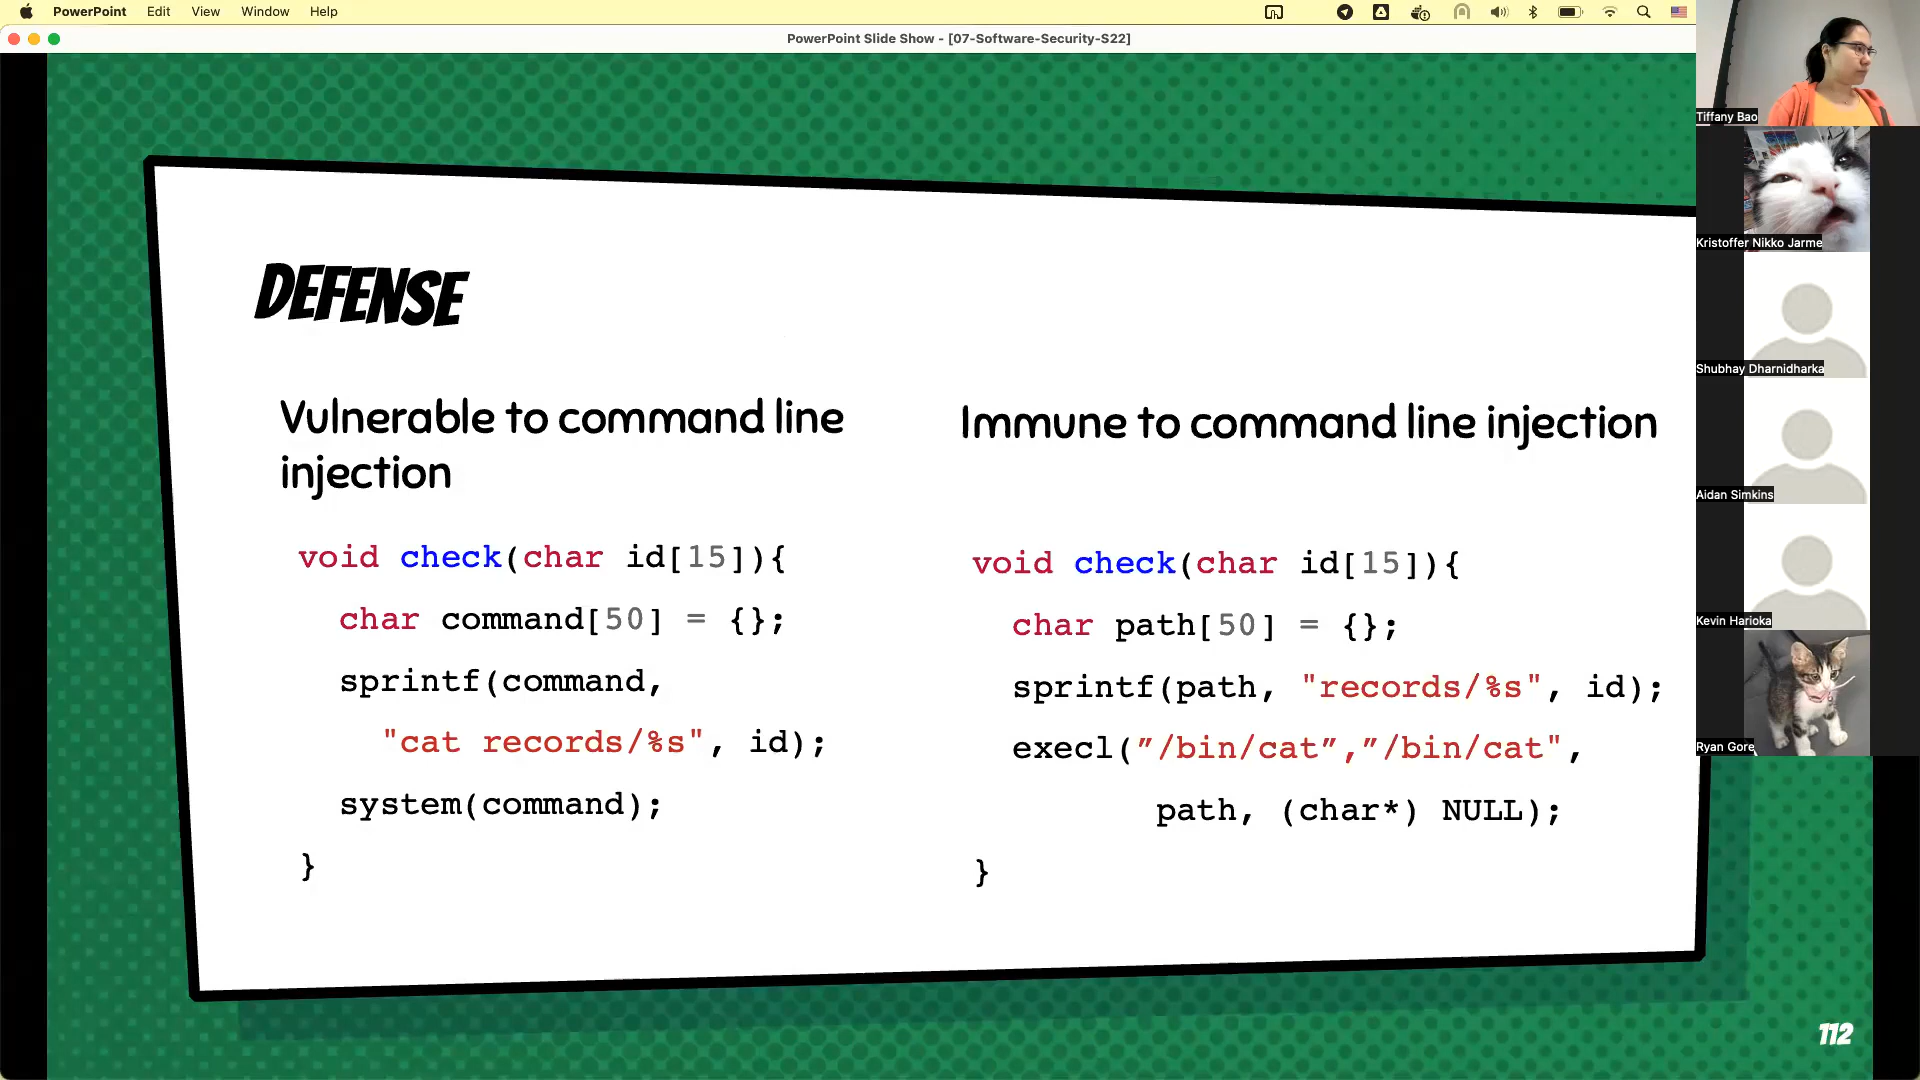 PowerPoint Edit View Window Help
PowerPoint Slide Show - [07-Software-Security-S22]
DEFENSE
Vulnerable to command line
injection
void check(char id[15]){
char command[50] = {};
sprintf(command,
"cat records/%s", id);
system(command);
}
Immune to command line injection
void check(char id[15]){
char path[50] = {};
sprintf(path, "records/%s", id);
execl(”/bin/cat”,”/bin/cat",
path, (char*) NULL);
}
112
Tiffany Bao
Kristoffer Nikko Jarme
Shubhay Dharnidharka
Aidan Simkins
Kevin Harioka
Ryan Gore